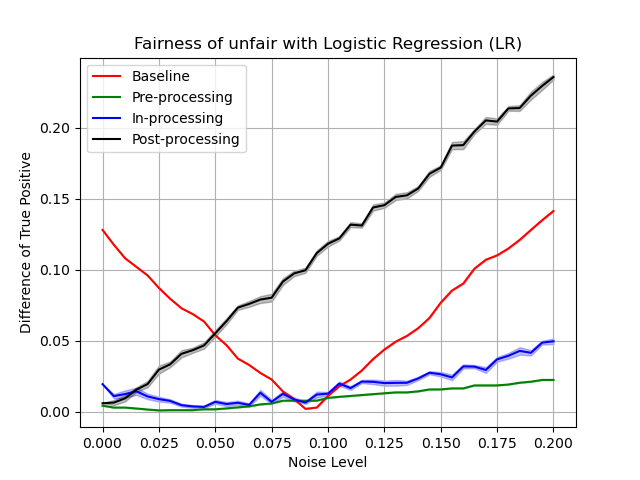 Fairness of unfair with Logistic Regression (LR)
Baseline
Pre-processing
In-processing
Post-processing
Difference of True Positive
0.20
0.15
0.10
0.05
0.00
0.000 0.025 0.050 0.075 0.100 0.125 0.150 0.175 0.200
Noise Level